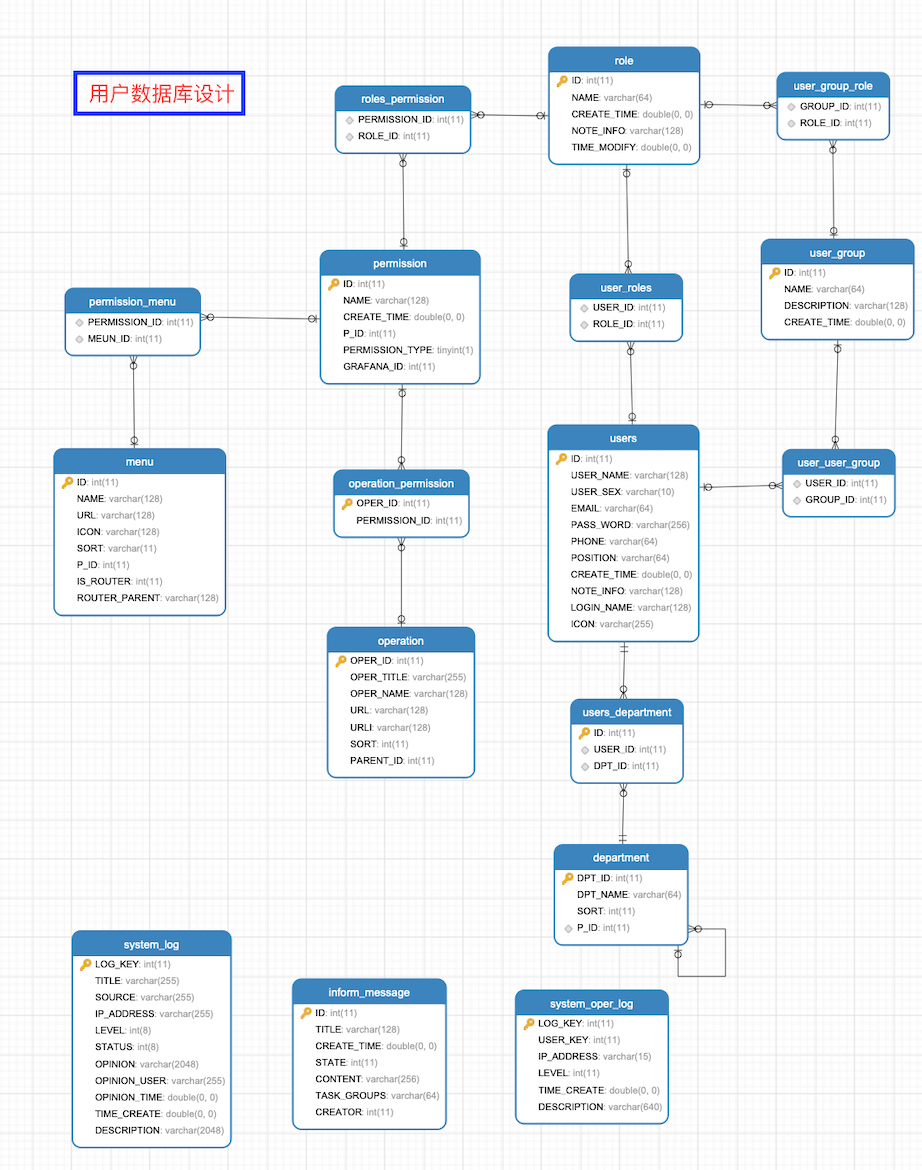 用户数据库设计
role
ID: int(11)
NAME: varchar(64)
CREATE_TIME: double(0, 0)
NOTE_INFO: varchar(128)
TIME_MODIFY: double(0, 0)
roles_permission
PERMISSION_ID: int(11)
ROLE_ID: int(11)
user_group_role
GROUP_ID: int(11)
ROLE_ID: int(11)
permission
ID: int(11)
NAME: varchar(128)
CREATE_TIME: double(0, 0)
P_ID: int(11)
PERMISSION_TYPE: tinyint(1)
GRAFANA_ID: int(11)
user_group
ID: int(11)
NAME: varchar(64)
DESCRIPTION: varchar(128)
CREATE_TIME: double(0, 0)
permission_menu
PERMISSION_ID: int(11)
MEUN_ID: int(11)
user_roles
USER_ID: int(11)
ROLE_ID: int(11)
menu
ID: int(11)
NAME: varchar(128)
URL: varchar(128)
ICON: varchar(128)
SORT: varchar(11)
P_ID: int(11)
IS_ROUTER: int(11)
ROUTER_PARENT: varchar(128)
operation_permission
OPER_ID: int(11)
PERMISSION_ID: int(11)
users
ID: int(11)
USER_NAME: varchar(128)
USER_SEX: varchar(10)
EMAIL: varchar(64)
PASS_WORD: varchar(256)
PHONE: varchar(64)
POSITION: varchar(64)
CREATE_TIME: double(0, 0)
NOTE_INFO: varchar(128)
LOGIN_NAME: varchar(128)
ICON: varchar(255)
user_user_group
USER_ID: int(11)
GROUP_ID: int(11)
operation
OPER_ID: int(11)
OPER_TITLE: varchar(255)
OPER_NAME: varchar(128)
URL: varchar(128)
URLI: varchar(128)
SORT: int(11)
PARENT_ID: int(11)
users_department
ID: int(11)
USER_ID: int(11)
DPT_ID: int(11)
department
DPT_ID: int(11)
DPT_NAME: varchar(64)
SORT: int(11)
P_ID: int(11)
system_log
LOG_KEY: int(11)
TITLE: varchar(255)
SOURCE: varchar(255)
IP_ADDRESS: varchar(255)
LEVEL: int(8)
STATUS: int(8)
OPINION: varchar(2048)
OPINION_USER: varchar(255)
OPINION_TIME: double(0, 0)
TIME_CREATE: double(0, 0)
DESCRIPTION: varchar(2048)
inform_message
ID: int(11)
TITLE: varchar(128)
CREATE_TIME: double(0, 0)
STATE: int(11)
CONTENT: varchar(256)
TASK_GROUPS: varchar(64)
CREATOR: int(11)
system_oper_log
LOG_KEY: int(11)
USER_KEY: int(11)
IP_ADDRESS: varchar(15)
LEVEL: int(11)
TIME_CREATE: double(0, 0)
DESCRIPTION: varchar(640)